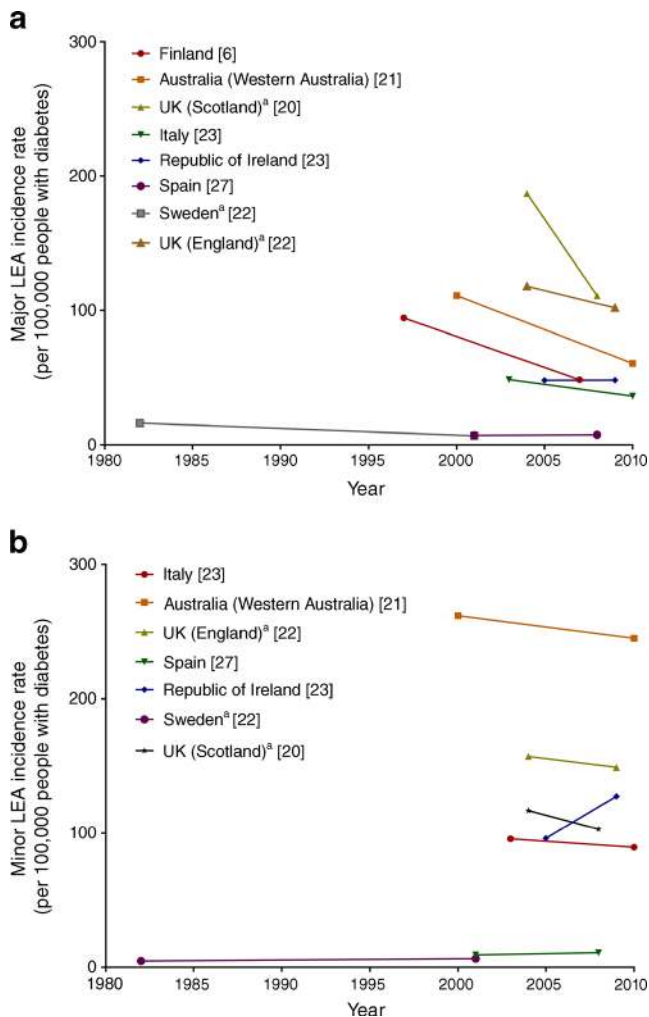 a
Major LEA incidence rate
(per 100,000 people with diabetes)
300
200
100
0
Finland [6]
Australia (Western Australia) [21]
UK (Scotland)ᵃ [20]
Italy [23]
Republic of Ireland [23]
Spain [27]
Swedenᵃ [22]
UK (England)ᵃ [22]
1980 1985 1990 1995 2000 2005 2010
Year
b
Minor LEA incidence rate
(per 100,000 people with diabetes)
300
200
100
0
Italy [23]
Australia (Western Australia) [21]
UK (England)ᵃ [22]
Spain [27]
Republic of Ireland [23]
Swedenᵃ [22]
UK (Scotland)ᵃ [20]
1980 1985 1990 1995 2000 2005 2010
Year